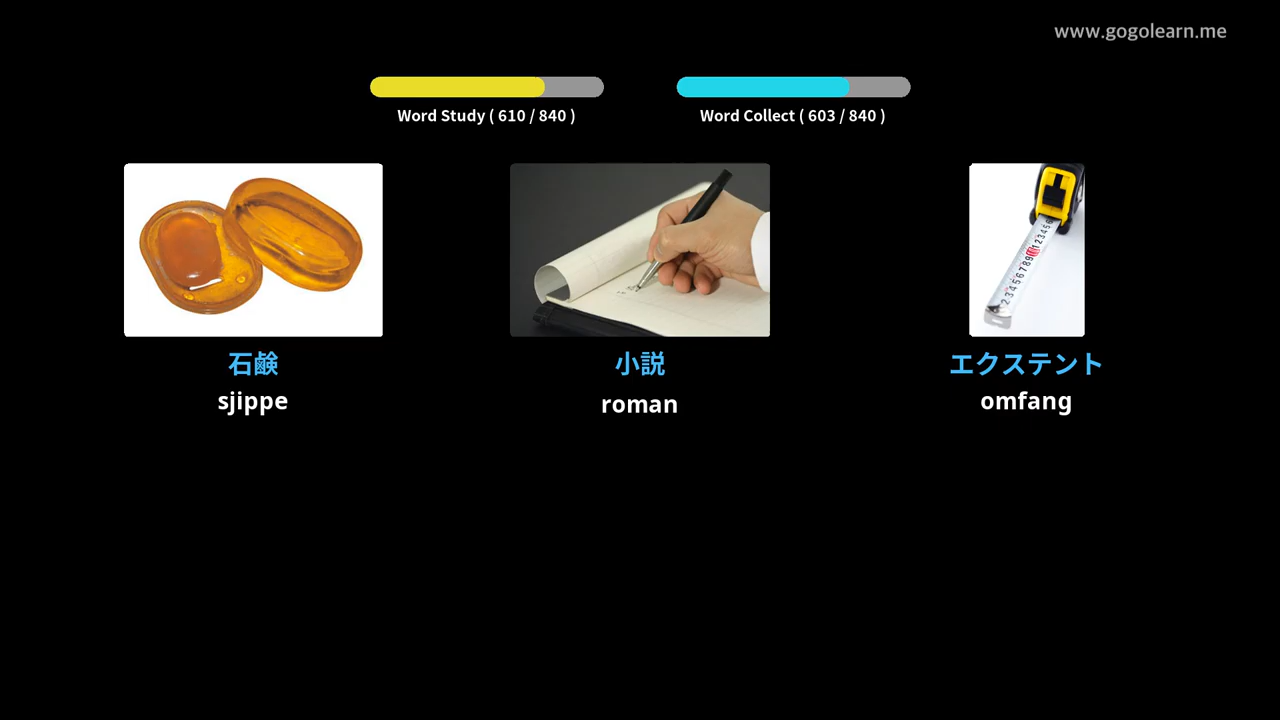 www.gogolearn.me
Word Study ( 610 / 840 )
Word Collect ( 603 / 840 )
石鹸
小説
エクステント
sjippe
roman
omfang